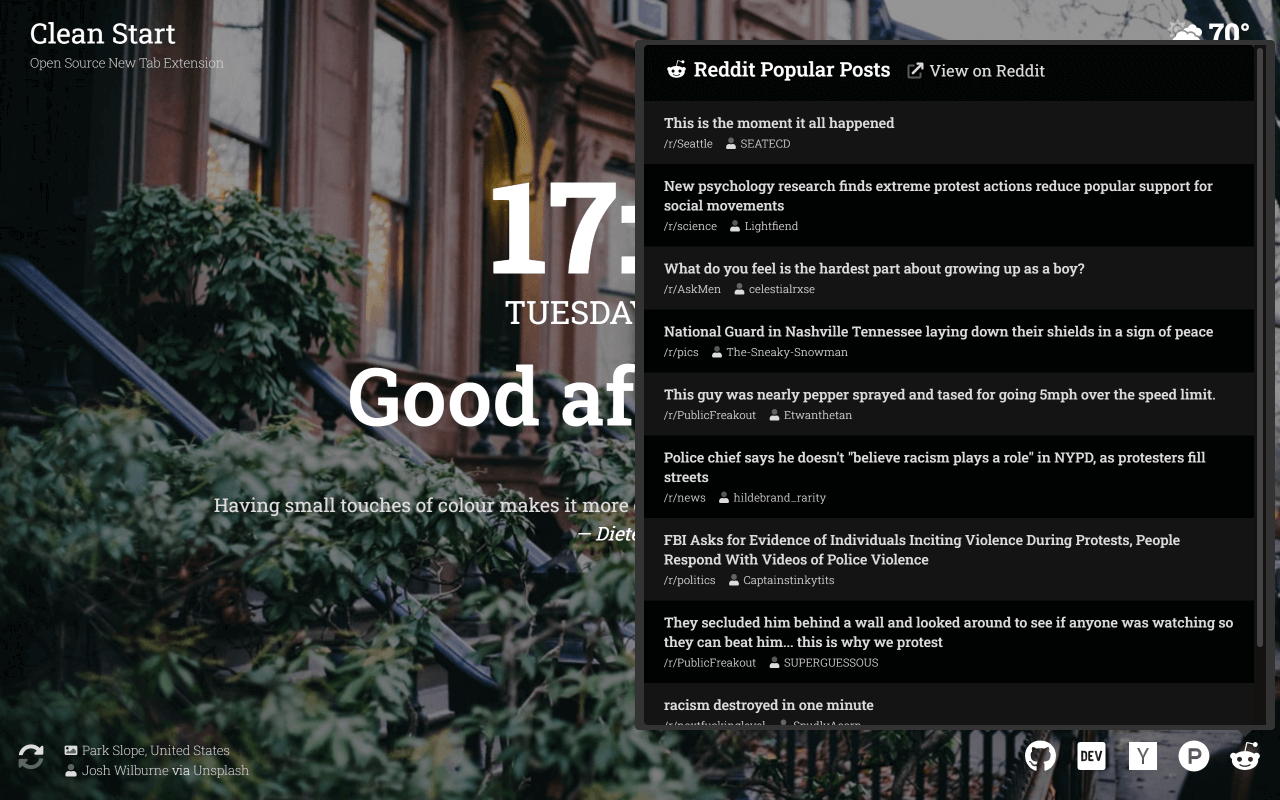 Clean Start
Open Source New Tab Extension
70°
Reddit Popular Posts View on Reddit
This is the moment it all happened
/r/Seattle SEATECD
New psychology research finds extreme protest actions reduce popular support for
social movements
/r/science Lightfiend
What do you feel is the hardest part about growing up as a boy?
/r/AskMen celestialrxse
National Guard in Nashville Tennessee laying down their shields in a sign of peace
/r/pics The-Sneaky-Snowman
This guy was nearly pepper sprayed and tased for going 5mph over the speed limit.
/r/PublicFreakout Etwanthetan
Police chief says he doesn't "believe racism plays a role" in NYPD, as protesters fill
streets
/r/news hildebrand_rarity
FBI Asks for Evidence of Individuals Inciting Violence During Protests, People
Respond With Videos of Police Violence
/r/politics Captainstinkytits
They secluded him behind a wall and looked around to see if anyone was watching so
they can beat him... this is why we protest
/r/PublicFreakout SUPERGUESSOUS
racism destroyed in one minute
17:
TUESDAY
Good af
Having small touches of colour makes it more
— Diete
Park Slope, United States
Josh Wilburne via Unsplash
DEV
Y
P